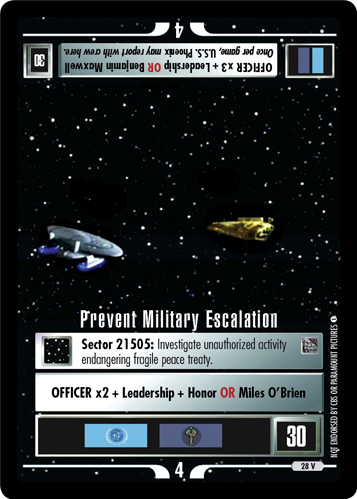 4
30
OFFICER x3 + Leadership OR Benjamin Maxwell
Once per game, U.S.S. Phoenix may report with crew here.
Prevent Military Escalation
Sector 21505: Investigate unauthorized activity
endangering fragile peace treaty.
OFFICER x2 + Leadership + Honor OR Miles O'Brien
30
4
28 V
NOT ENDORSED BY CBS OR PARAMOUNT PICTURES